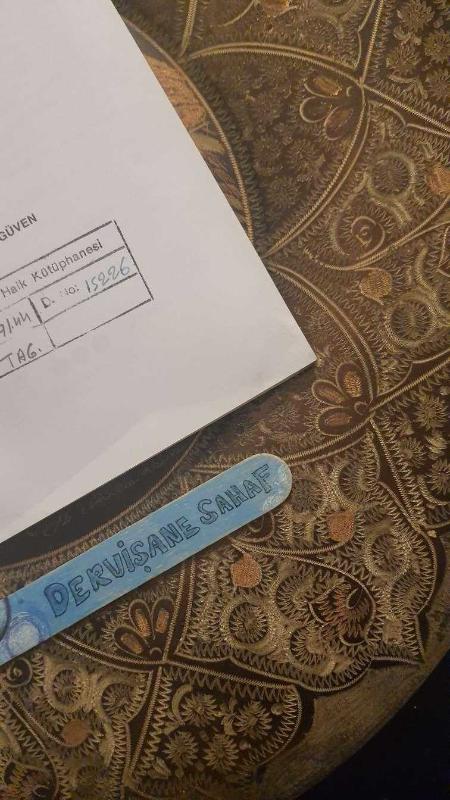 GÜVEN
Halk Kütüphanesi
D. No: 15226
TAG.
DERVİŞANE SAHAF